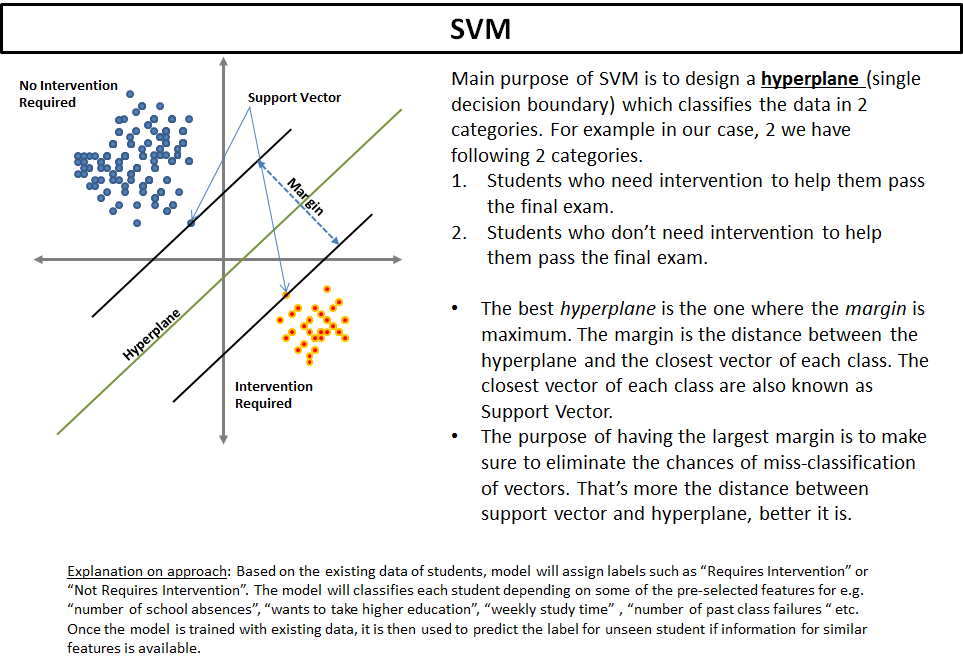 SVM
No Intervention
Required
Support Vector
Margin
Hyperplane
Intervention
Required
Main purpose of SVM is to design a hyperplane (single
decision boundary) which classifies the data in 2
categories. For example in our case, 2 we have
following 2 categories.
1. Students who need intervention to help them pass
the final exam.
2. Students who don’t need intervention to help
them pass the final exam.
• The best hyperplane is the one where the margin is
maximum. The margin is the distance between the
hyperplane and the closest vector of each class. The
closest vector of each class are also known as
Support Vector.
• The purpose of having the largest margin is to make
sure to eliminate the chances of miss-classification
of vectors. That’s more the distance between
support vector and hyperplane, better it is.
Explanation on approach: Based on the existing data of students, model will assign labels such as “Requires Intervention” or
“Not Requires Intervention”. The model will classifies each student depending on some of the pre-selected features for e.g.
“number of school absences”, “wants to take higher education”, “weekly study time” , “number of past class failures “ etc.
Once the model is trained with existing data, it is then used to predict the label for unseen student if information for similar
features is available.